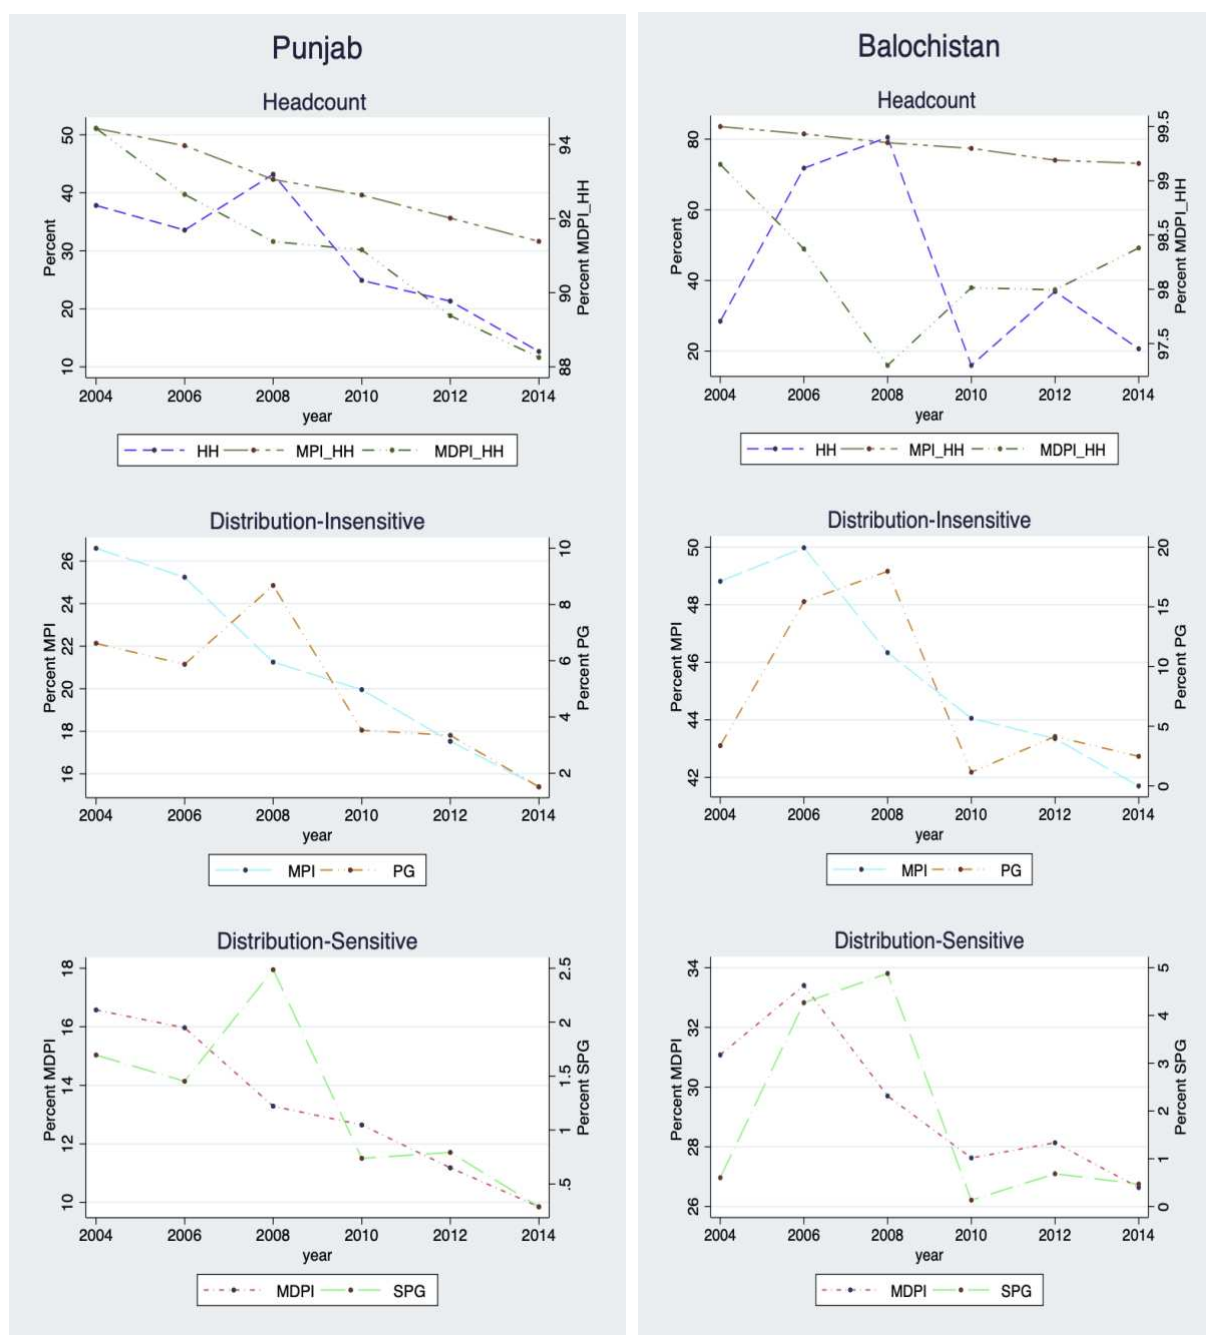 Punjab
Headcount
50
40
30
20
10
Percent
94
92
90
88
Percent MDPI_HH
2004 2006 2008 2010 2012 2014
year
HH MPI_HH MDPI_HH
Distribution-Insensitive
26
24
22
20
18
16
Percent MPI
10
8
6
4
2
Percent PG
2004 2006 2008 2010 2012 2014
year
MPI PG
Distribution-Sensitive
18
16
14
12
10
Percent MDPI
2.5
2
1.5
1
.5
Percent SPG
2004 2006 2008 2010 2012 2014
year
MDPI SPG
Balochistan
Headcount
80
60
40
20
Percent
99.5
99
98.5
98
97.5
Percent MDPI_HH
2004 2006 2008 2010 2012 2014
year
HH MPI_HH MDPI_HH
Distribution-Insensitive
50
48
46
44
42
Percent MPI
20
15
10
5
0
Percent PG
2004 2006 2008 2010 2012 2014
year
MPI PG
Distribution-Sensitive
34
32
30
28
26
Percent MDPI
5
4
3
2
1
0
Percent SPG
2004 2006 2008 2010 2012 2014
year
MDPI SPG